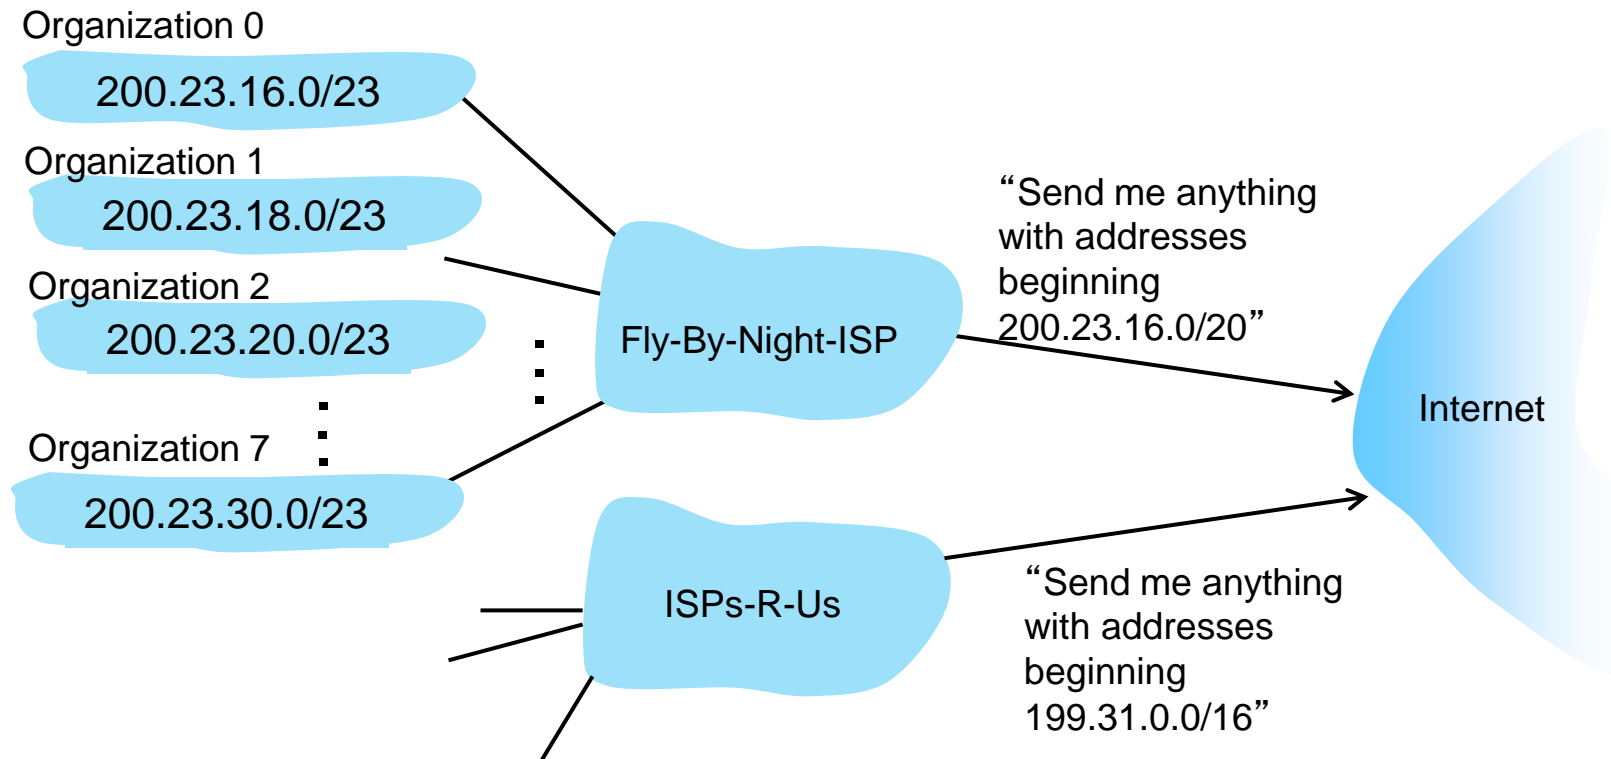 Organization 0
200.23.16.0/23
Organization 1
200.23.18.0/23
Organization 2
200.23.20.0/23
Organization 7
200.23.30.0/23
Fly-By-Night-ISP
“Send me anything
with addresses
beginning
200.23.16.0/20”
Internet
ISPs-R-Us
“Send me anything
with addresses
beginning
199.31.0.0/16”